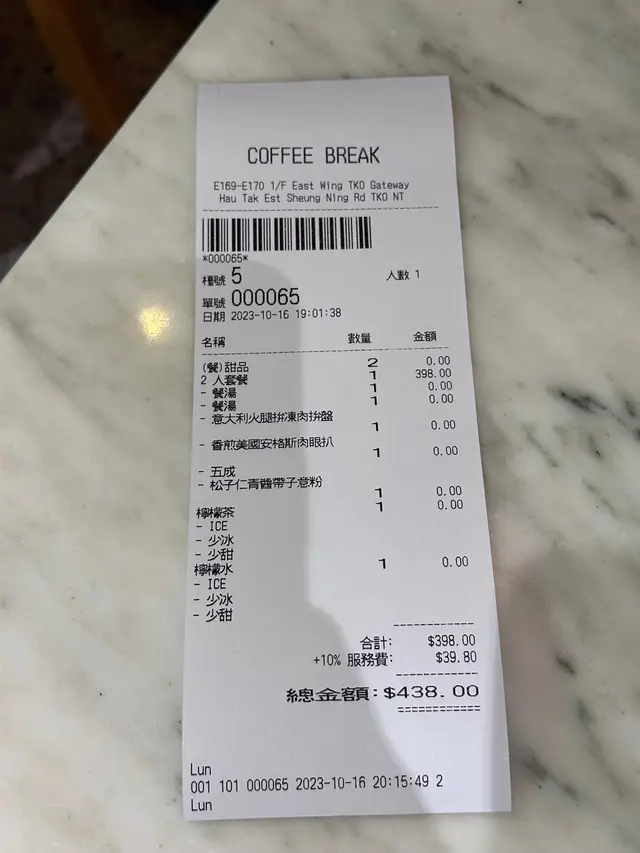 COFFEE BREAK
E169-E170 1/F East Wing TKO Gateway
Hau Tak Est Sheung Ning Rd TKO NT
*000065*
檯號 5 人數 1
單號 000065
日期 2023-10-16 19:01:38
名稱 數量 金額
(餐)甜品 2 0.00
2 人套餐 1 398.00
- 餐湯 1 0.00
- 餐湯 1 0.00
- 意大利火腿拚凍肉拚盤 1 0.00
- 香煎美國安格斯肉眼扒 1 0.00
- 五成
- 松子仁青醬帶子意粉 1 0.00
檸檬茶 1 0.00
- ICE
- 少冰
- 少甜
檸檬水 1 0.00
- ICE
- 少冰
- 少甜
合計: $398.00
+10% 服務費: $39.80
總金額: $438.00
Lun
001 101 000065 2023-10-16 20:15:49 2
Lun